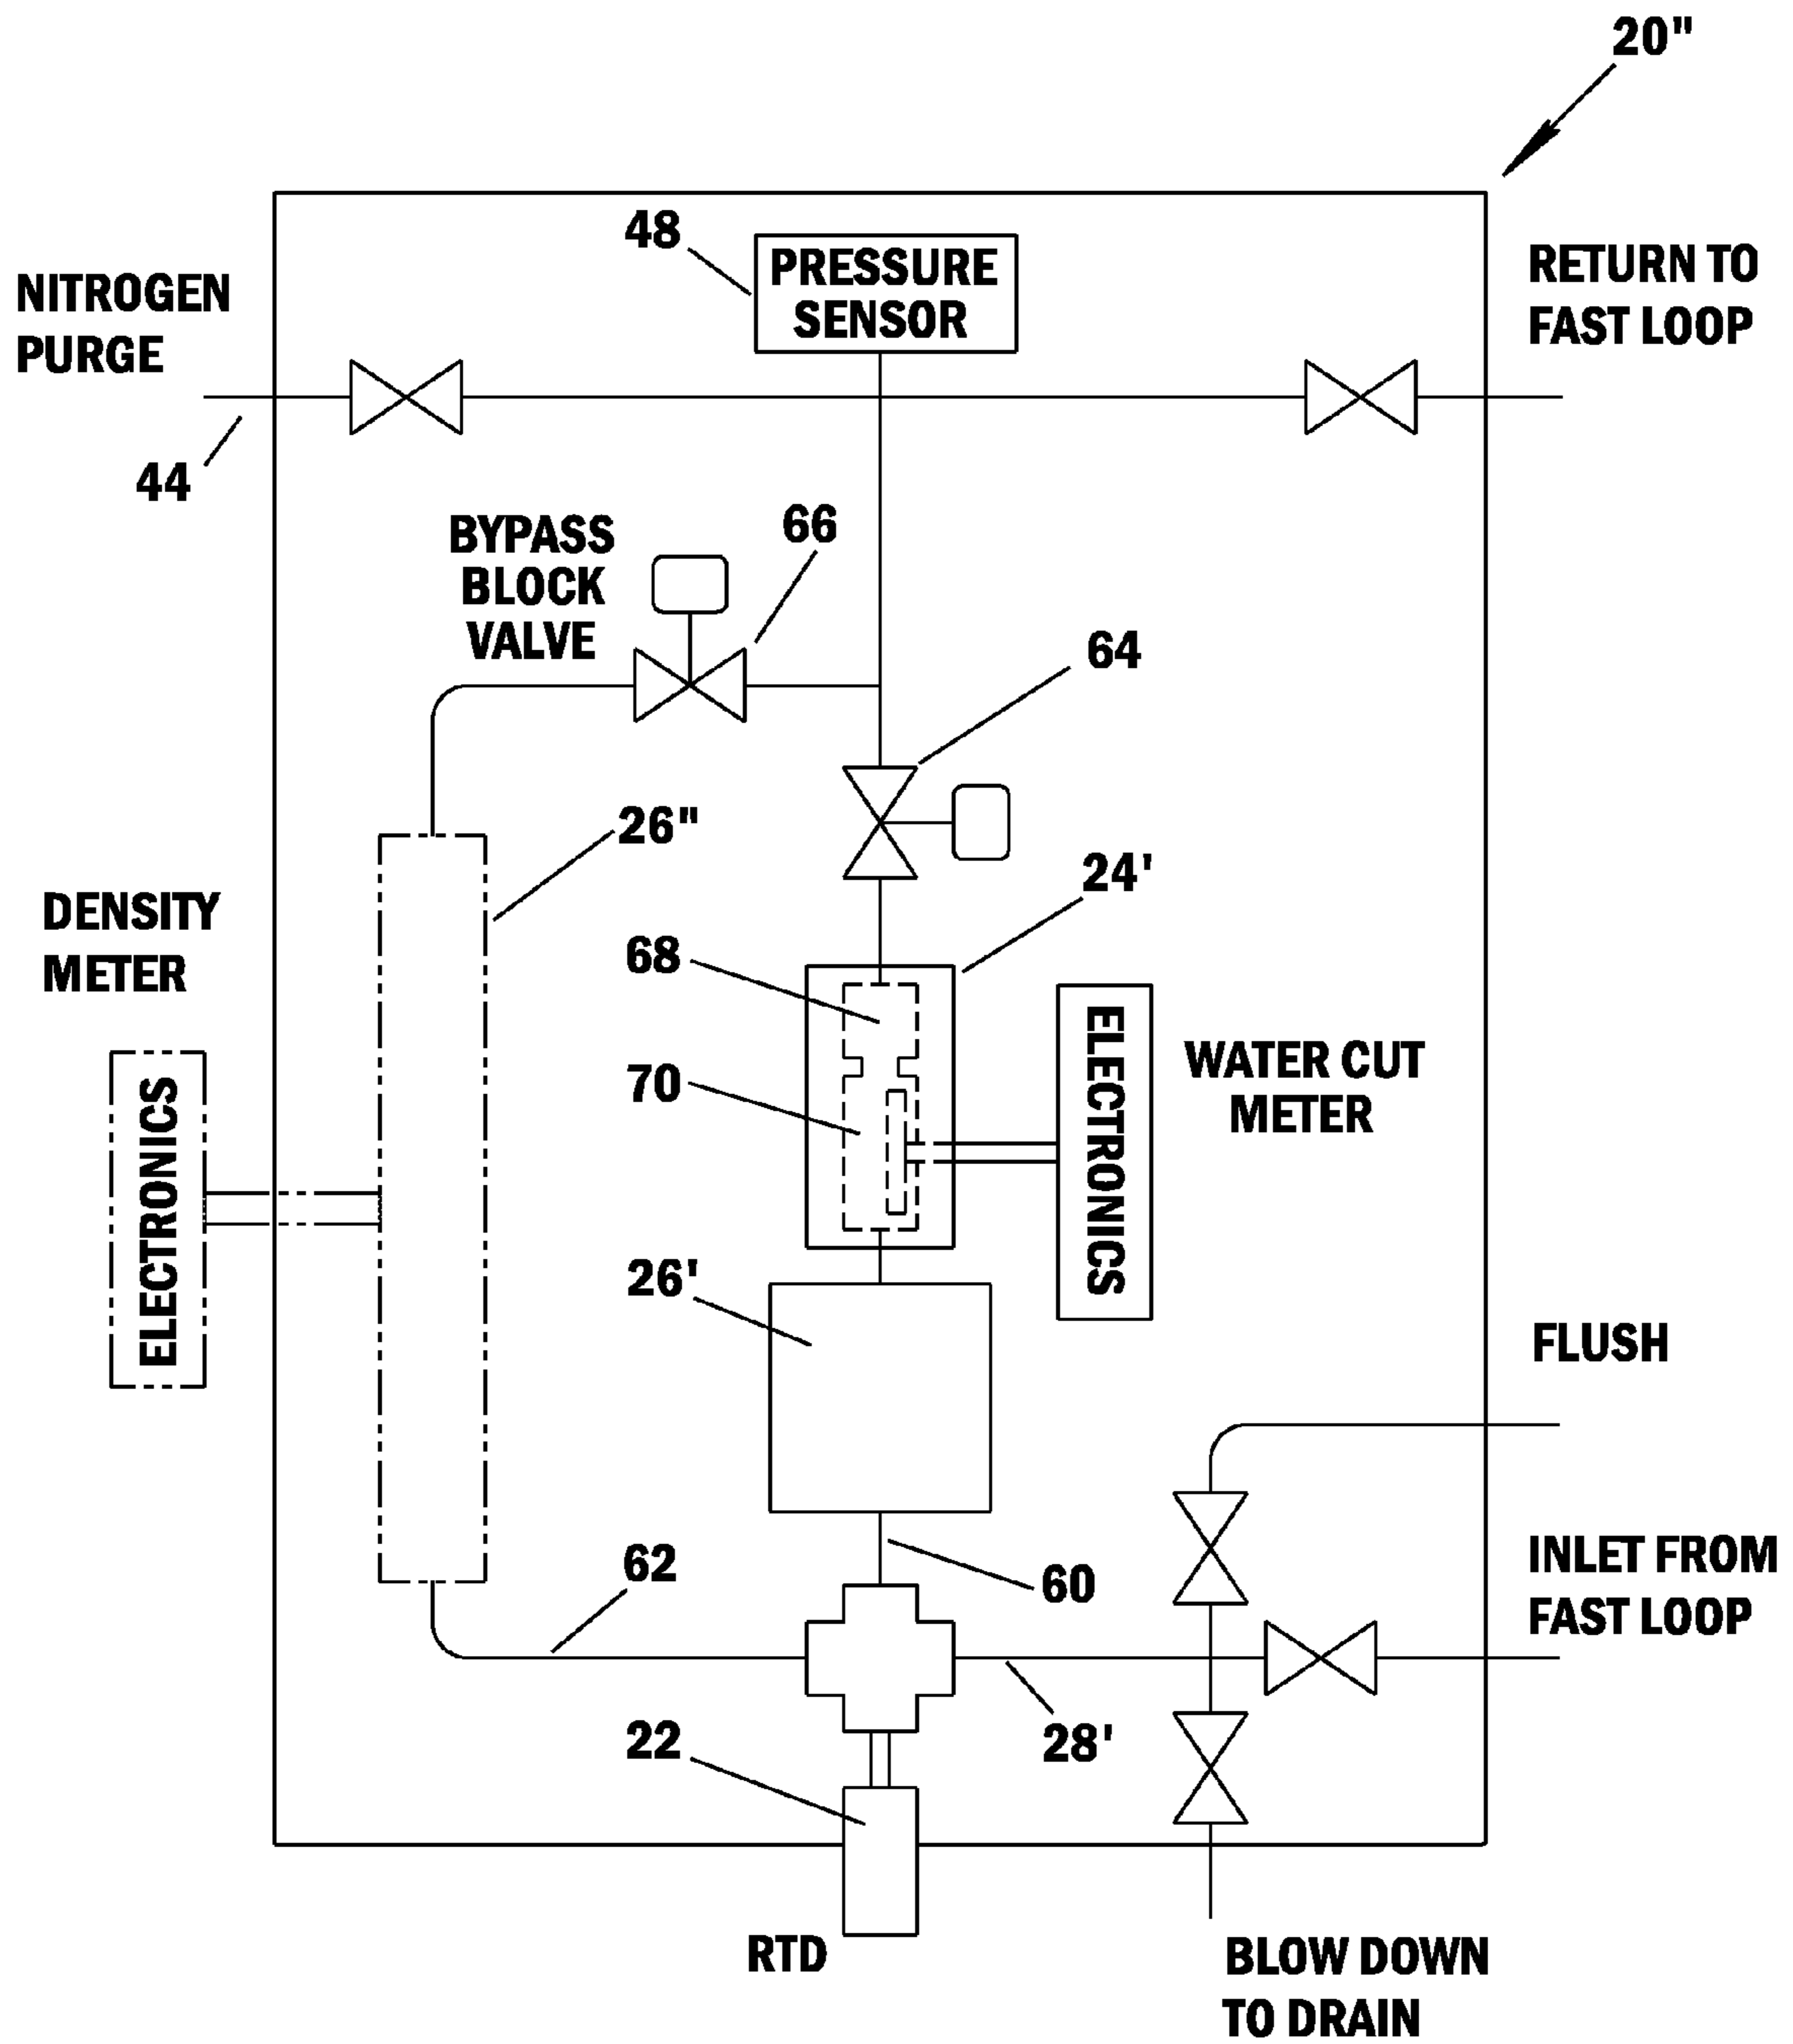 20"
48
PRESSURE
SENSOR
NITROGEN
PURGE
RETURN TO
FAST LOOP
44
BYPASS
BLOCK
VALVE
66
64
26"
24'
DENSITY
METER
68
ELECTRONICS
WATER CUT
METER
70
ELECTRONICS
26'
FLUSH
62
60
INLET FROM
FAST LOOP
22
28'
RTD
BLOW DOWN
TO DRAIN